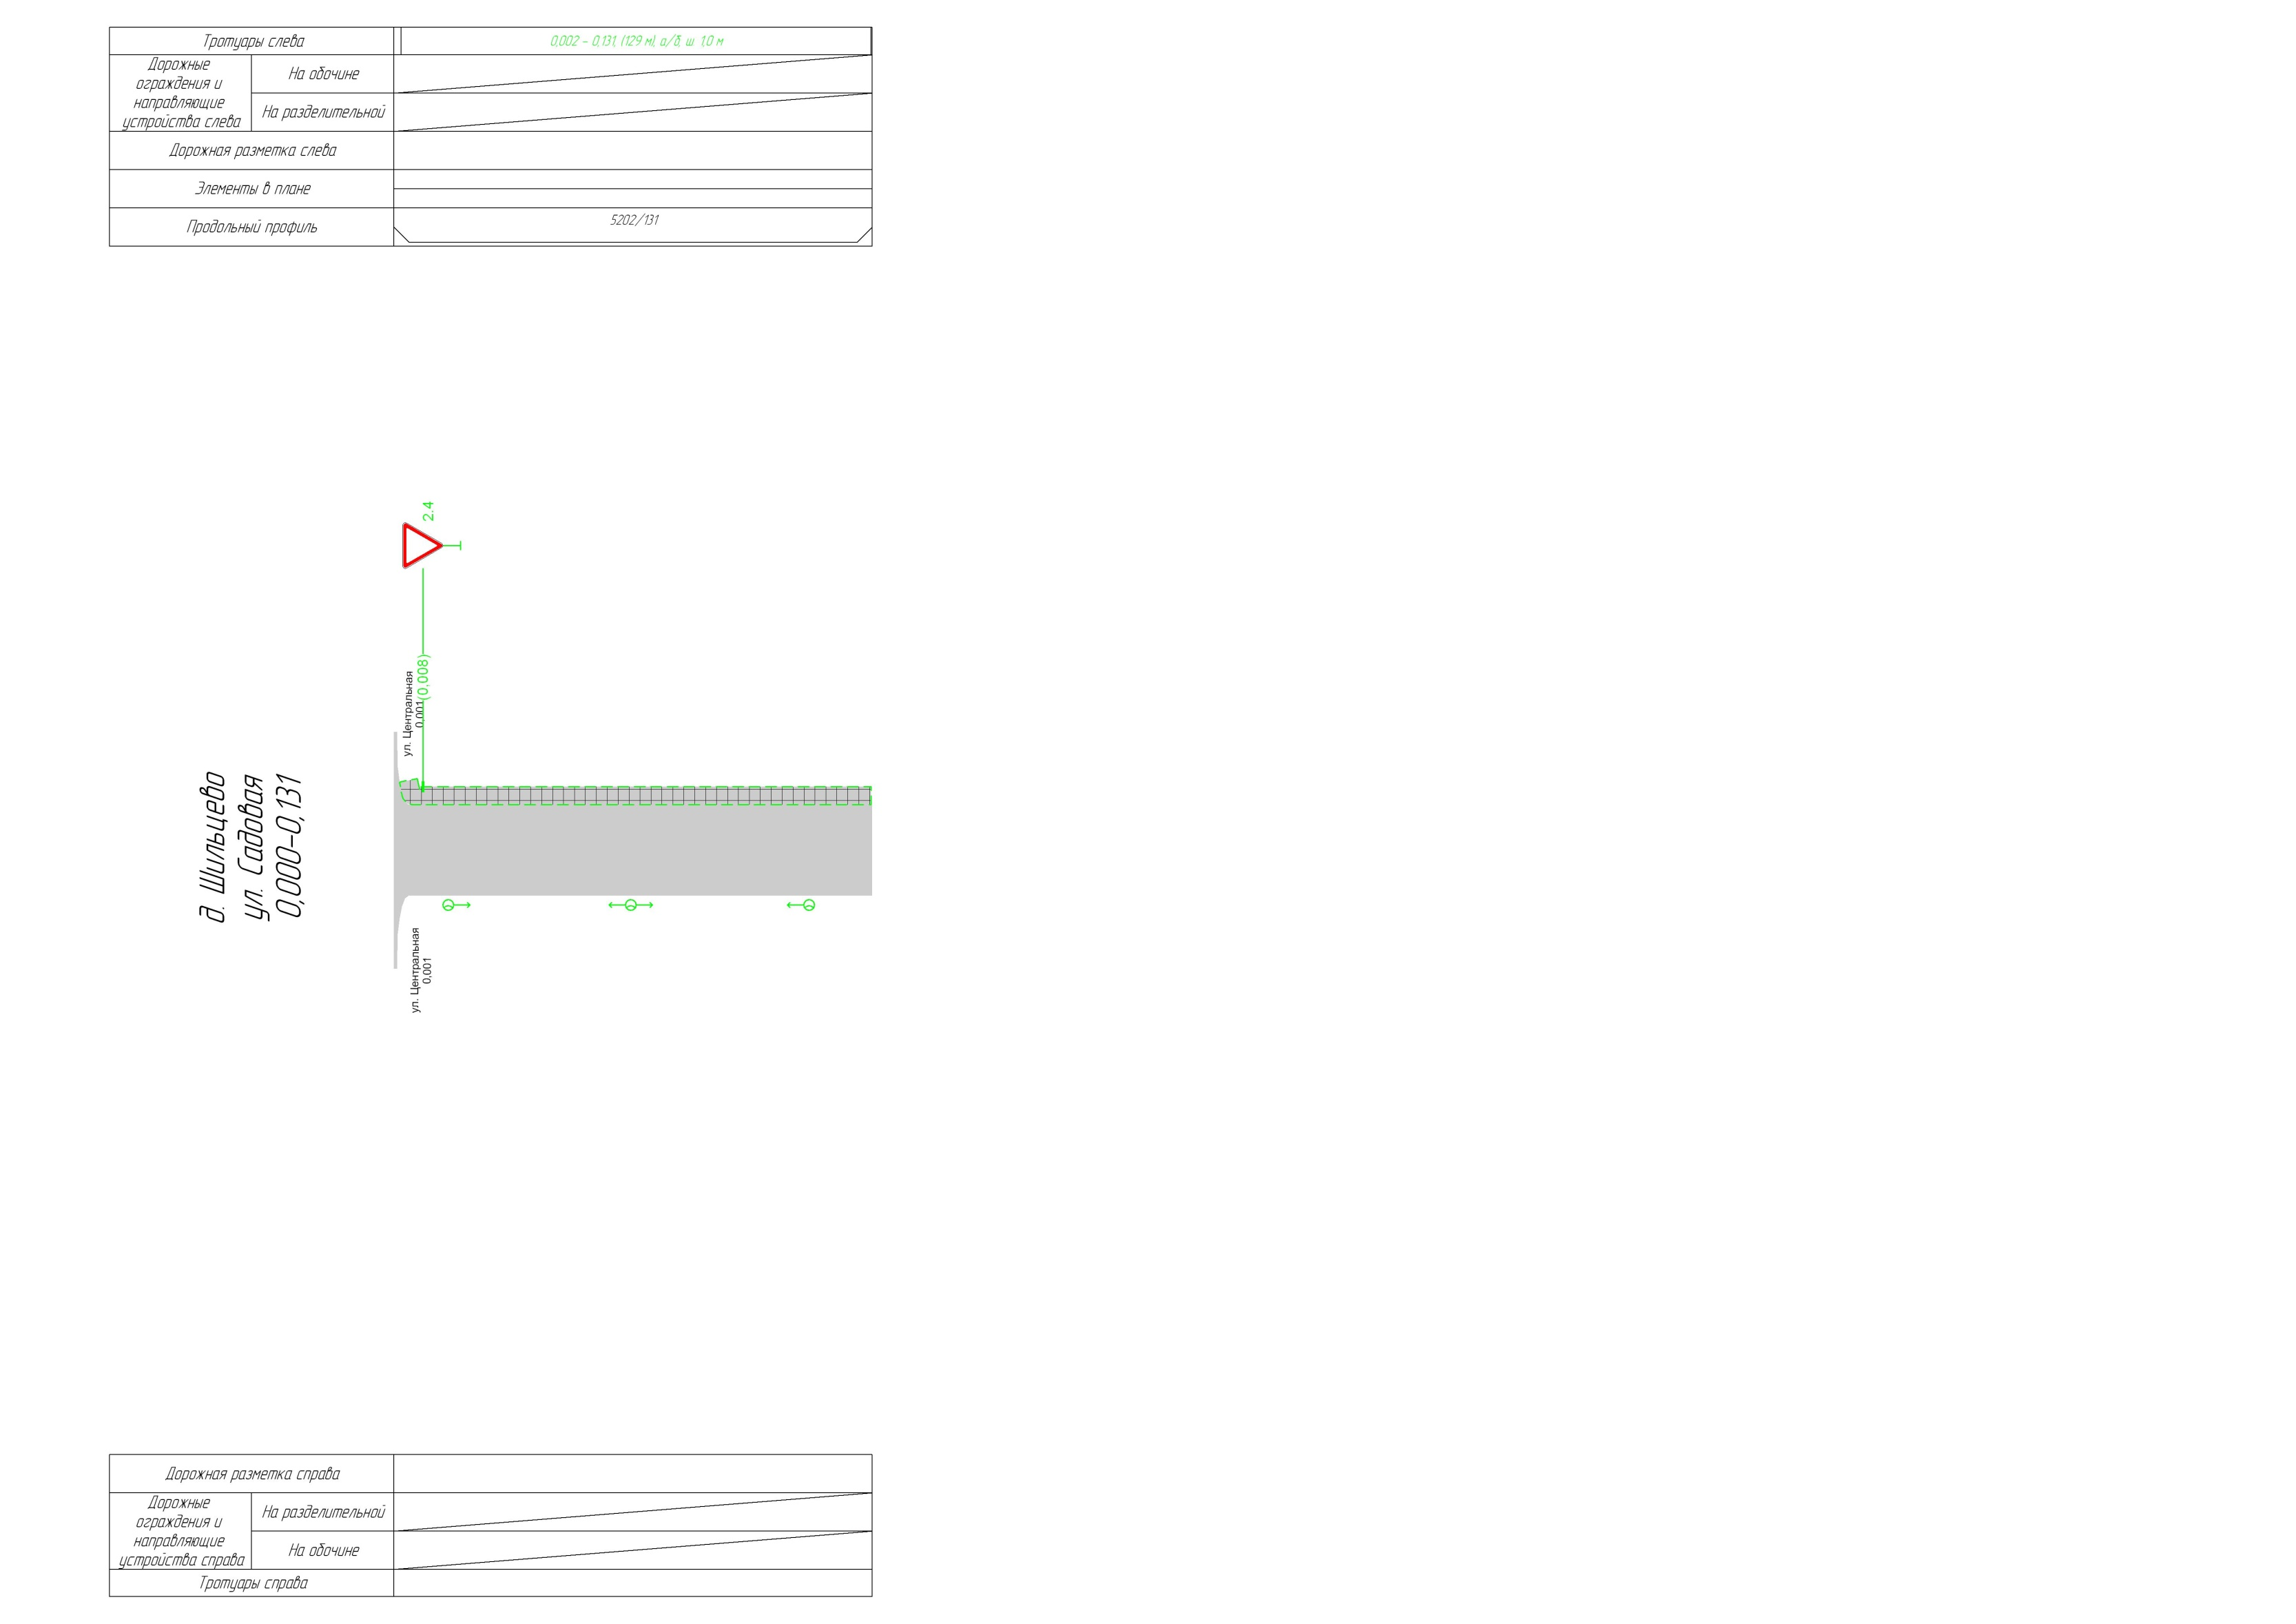 Тротуары слева
0,002 - 0,131, (129 м), а/б, ш 1,0 м
Дорожные
ограждения и
направляющие
устройства слева
На обочине
На разделительной
Дорожная разметка слева
Элементы в плане
Продольный профиль
5202/131
2.4
(0,008)
ул. Центральная
0,001
д. Шильцево
ул. Садовая
0,000-0,131
ул. Центральная
0,001
Дорожная разметка справа
Дорожные
ограждения и
направляющие
устройства справа
На разделительной
На обочине
Тротуары справа